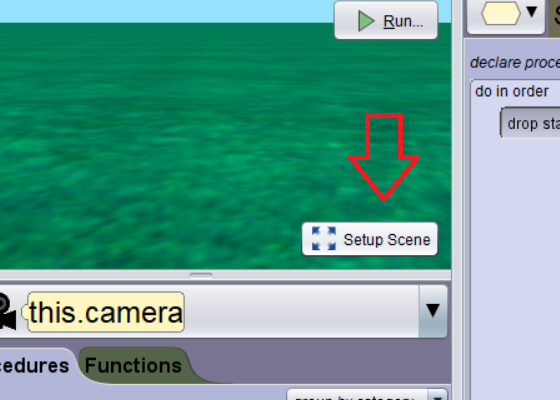 Run...
declare proce
do in order
drop sta
Setup Scene
this.camera
cedures
Functions
group by category